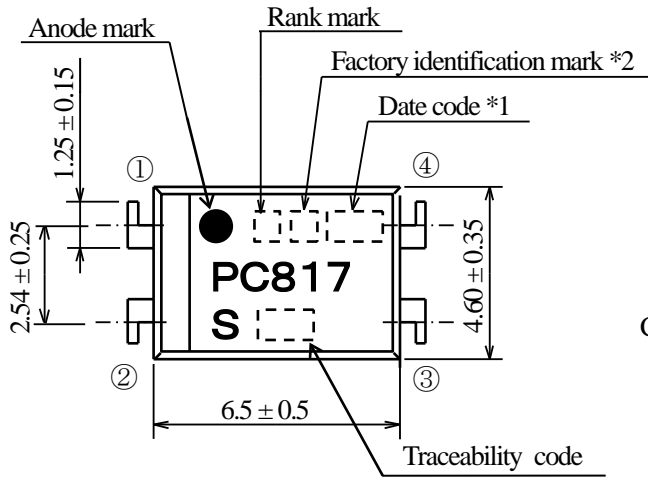 Rank mark
Anode mark
Factory identification mark *2
Date code *1
1.25 ± 0.15
① ④
2.54 ± 0.25
PC817
S
4.60 ± 0.35
② ③
6.5 ± 0.5
Traceability code